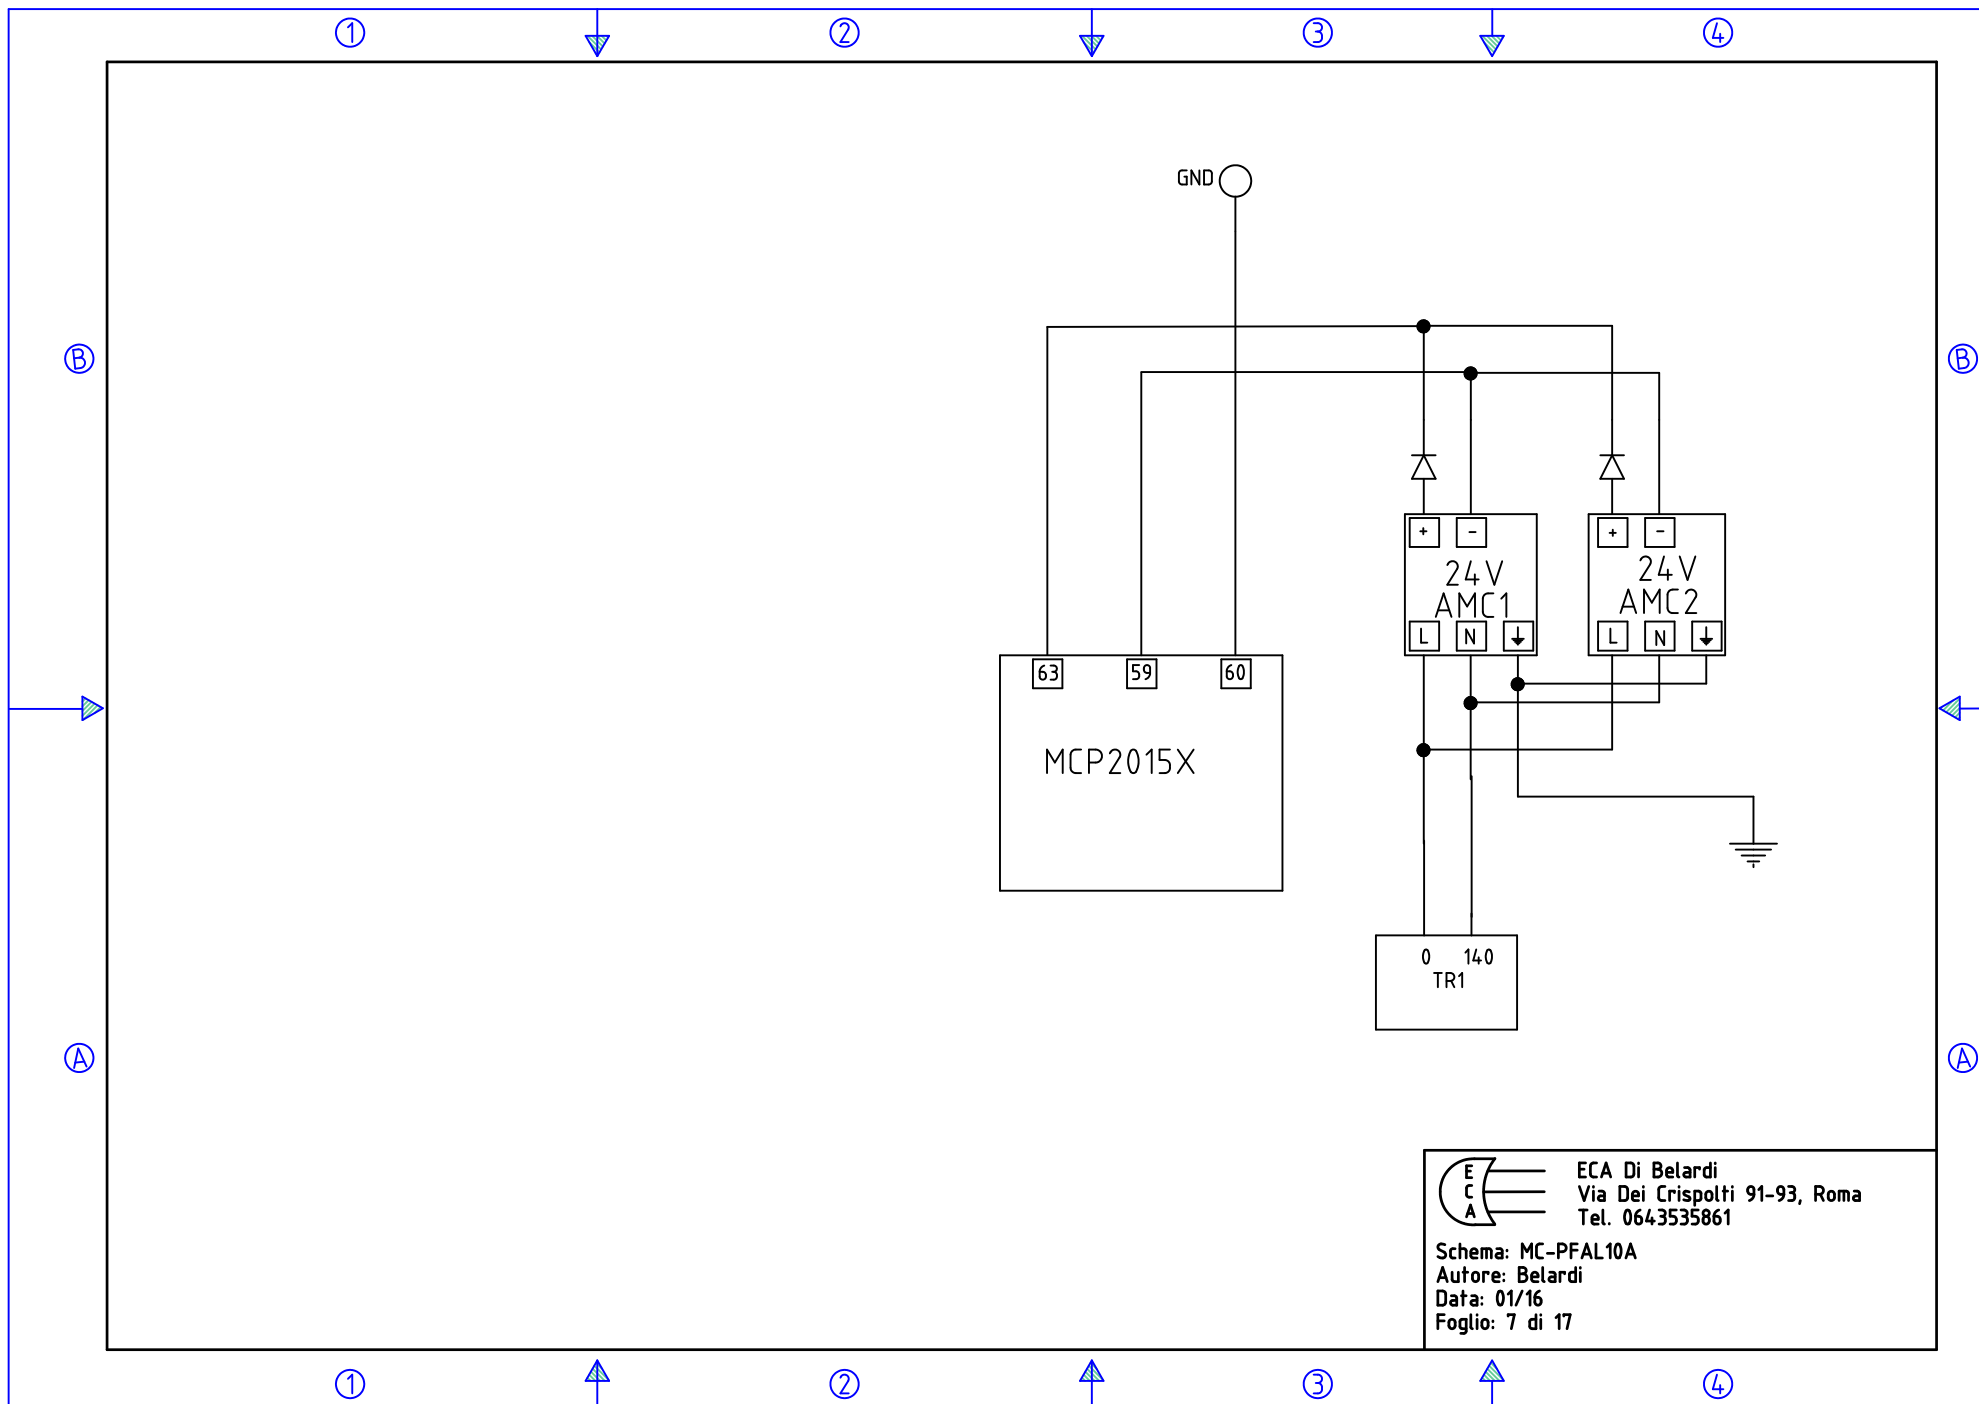 1 2 3 4
GND
B B
+ - + -
24V 24V
AMC1 AMC2
L N L N
63 59 60
MCP2015X
0 140
TR1
A A
E
C
A
ECA Di Belardi
Via Dei Crispolti 91-93, Roma
Tel. 0643535861
Schema: MC-PFAL10A
Autore: Belardi
Data: 01/16
Foglio: 7 di 17
1 2 3 4